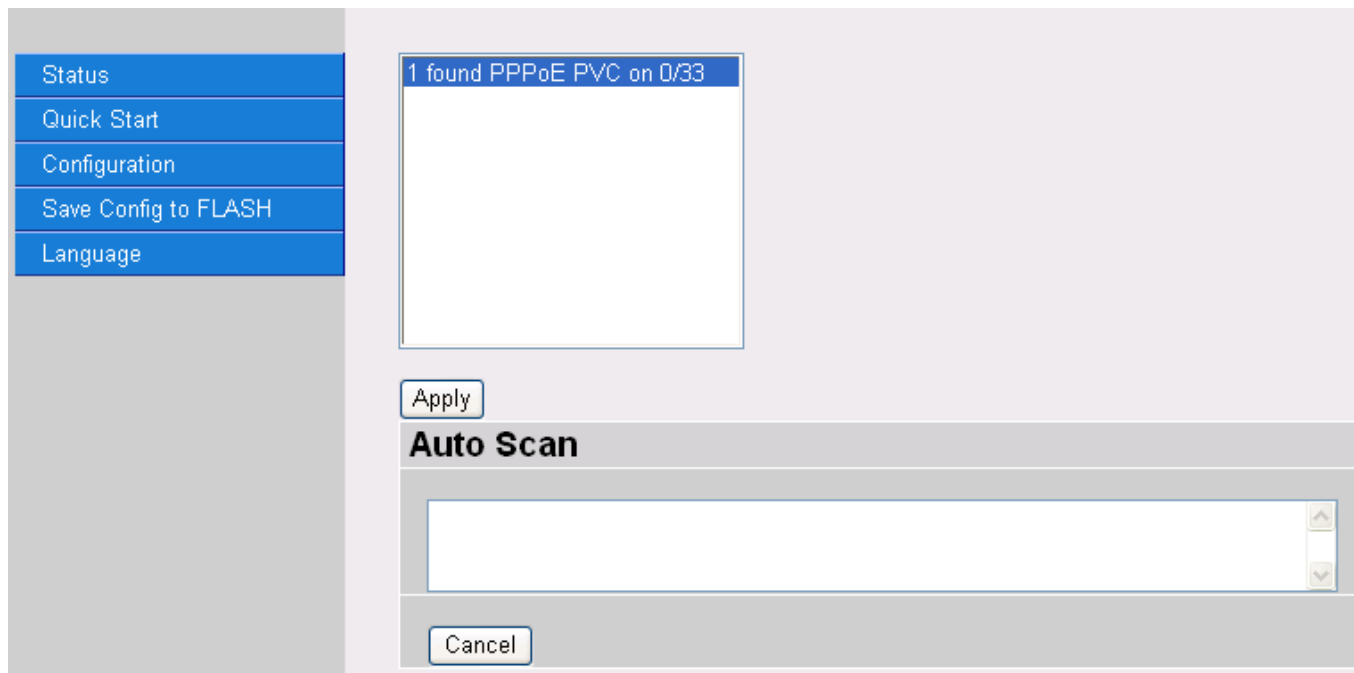 Status
Quick Start
Configuration
Save Config to FLASH
Language
1 found PPPoE PVC on 0/33
Apply
Auto Scan
Cancel